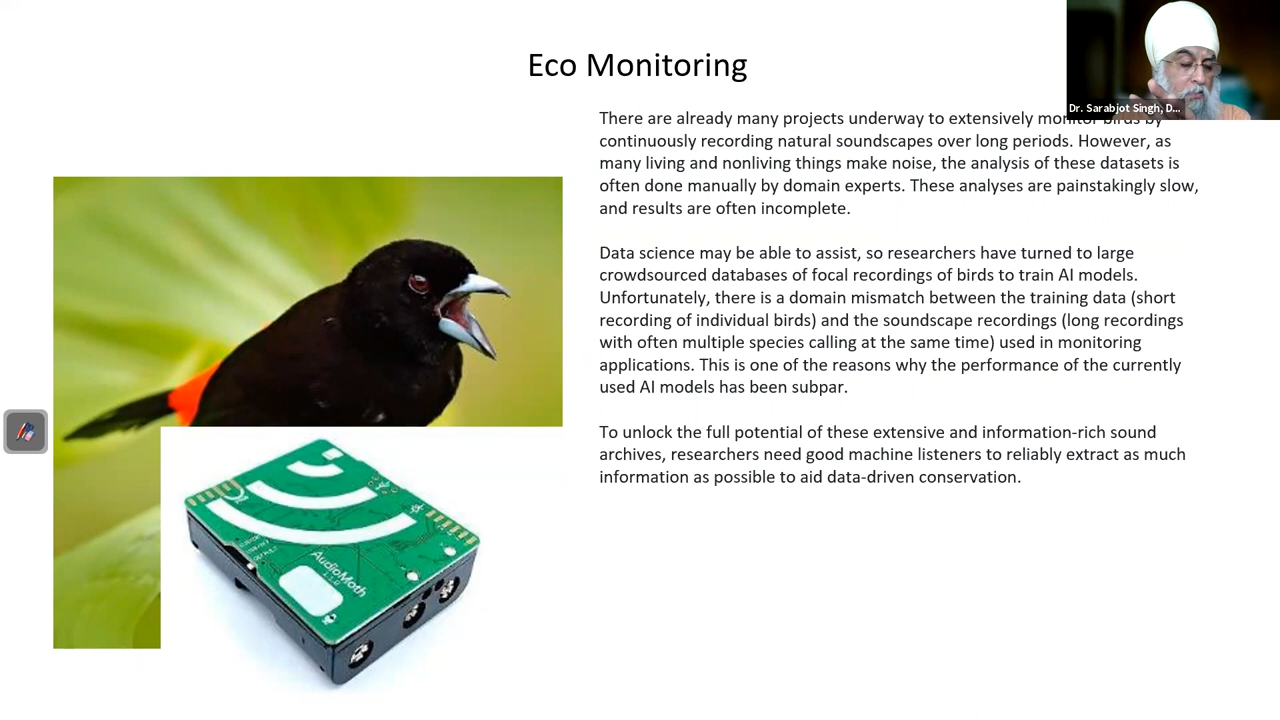 Eco Monitoring
Dr. Sarabjot Singh, D...
There are already many projects underway to extensively monitor birds by
continuously recording natural soundscapes over long periods. However, as
many living and nonliving things make noise, the analysis of these datasets is
often done manually by domain experts. These analyses are painstakingly slow,
and results are often incomplete.
Data science may be able to assist, so researchers have turned to large
crowdsourced databases of focal recordings of birds to train AI models.
Unfortunately, there is a domain mismatch between the training data (short
recording of individual birds) and the soundscape recordings (long recordings
with often multiple species calling at the same time) used in monitoring
applications. This is one of the reasons why the performance of the currently
used AI models has been subpar.
To unlock the full potential of these extensive and information-rich sound
archives, researchers need good machine listeners to reliably extract as much
information as possible to aid data-driven conservation.
AudioMoth